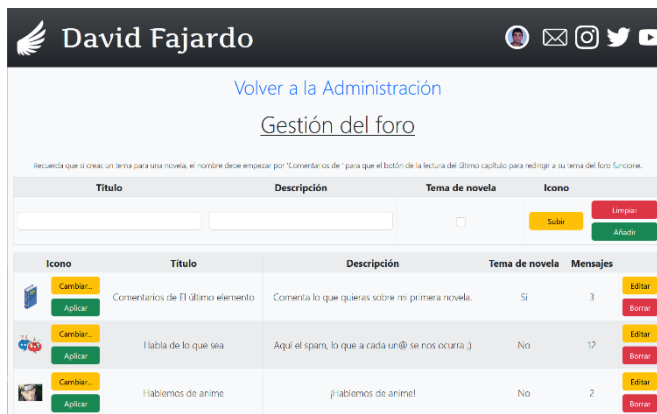 David Fajardo
Volver a la Administración
Gestión del foro
Recuerda que si creas un tema para una novela, el nombre debe empezar por 'Comentarios de ' para que el botón de la lectura del último capítulo para redirigir a su tema del foro funcione.
Título Descripción Tema de novela Icono
Limpiar
Subir
Añadir
Icono Título Descripción Tema de novela Mensajes
Cambiar... Editar
Comentarios de El último elemento Comenta lo que quieras sobre mi primera novela. Sí 3
Aplicar Borrar
Cambiar... Editar
Habla de lo que sea Aquí el spam, lo que a cada un@ se nos ocurra ;) No 12
Aplicar Borrar
Cambiar... Editar
Hablemos de anime ¡Hablemos de anime! No 2
Aplicar Borrar